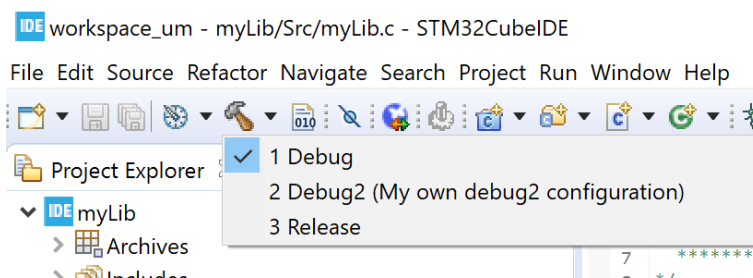 IDE workspace_um - myLib/Src/myLib.c - STM32CubeIDE
File Edit Source Refactor Navigate Search Project Run Window Help
010
1 Debug
2 Debug2 (My own debug2 configuration)
3 Release
Project Explorer
IDE myLib
Archives
Includes
7 ********
*/